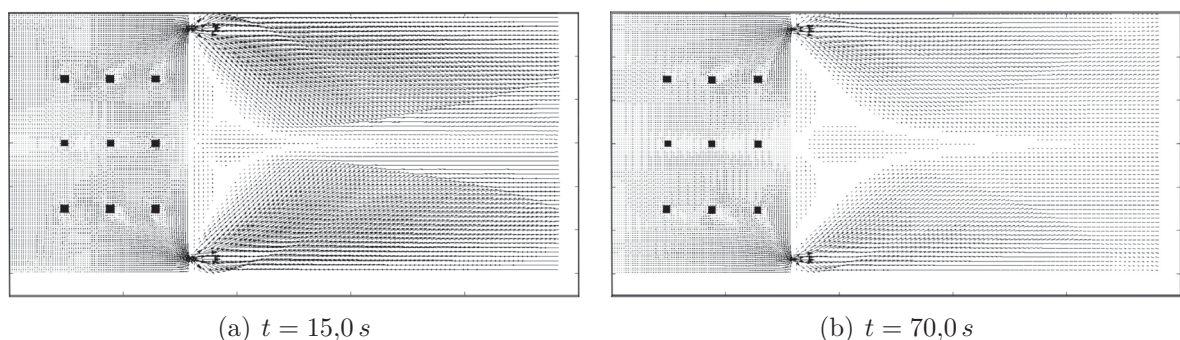 (a) t = 15,0 s
(b) t = 70,0 s